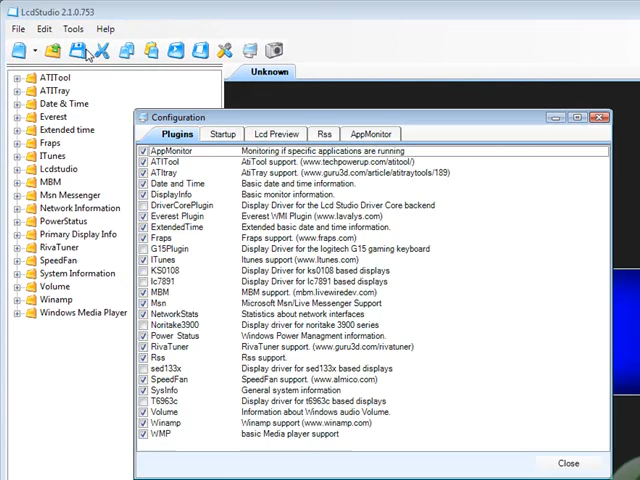 LcdStudio 2.1.0.753
File Edit Tools Help
Unknown
ATITool
ATITray
Date & Time
Everest
Extended time
Fraps
ITunes
Lcdstudio
MBM
Msn Messenger
Network Information
PowerStatus
Primary Display Info
RivaTuner
SpeedFan
System Information
Volume
Winamp
Windows Media Player
Configuration
Plugins Startup Lcd Preview Rss AppMonitor
AppMonitor Monitoring if specific applications are running
ATITool AtiTool support. (www.techpowerup.com/atitool/)
ATItray AtiTray support. (www.guru3d.com/article/atitraytools/189)
Date and Time Basic date and time information.
DisplayInfo Basic monitor information.
DriverCorePlugin Display Driver for the Lcd Studio Driver Core backend
Everest Plugin Everest WMI Plugin (www.lavalys.com)
ExtendedTime Extended basic date and time information.
Fraps Fraps support. (www.fraps.com)
G15Plugin Display Driver for the logitech G15 gaming keyboard
ITunes Itunes support (www.Itunes.com)
KS0108 Display Driver for ks0108 based displays
lc7891 Display Driver for lc7891 based displays
MBM MBM support. (mbm.livewiredev.com)
Msn Microsoft Msn/Live Messenger Support
NetworkStats Statistics about network interfaces
Noritake3900 Display driver for noritake 3900 series
Power Status Windows Power Managment information.
RivaTuner RivaTuner support. (www.guru3d.com/rivatuner)
Rss Rss support.
sed133x Display Driver for sed133x based displays
SpeedFan SpeedFan support. (www.almico.com)
SysInfo General system information
T6963c Display driver for t6963c based displays
Volume Information about Windows audio Volume.
Winamp Winamp support (www.winamp.com)
WMP basic Media player support
Close